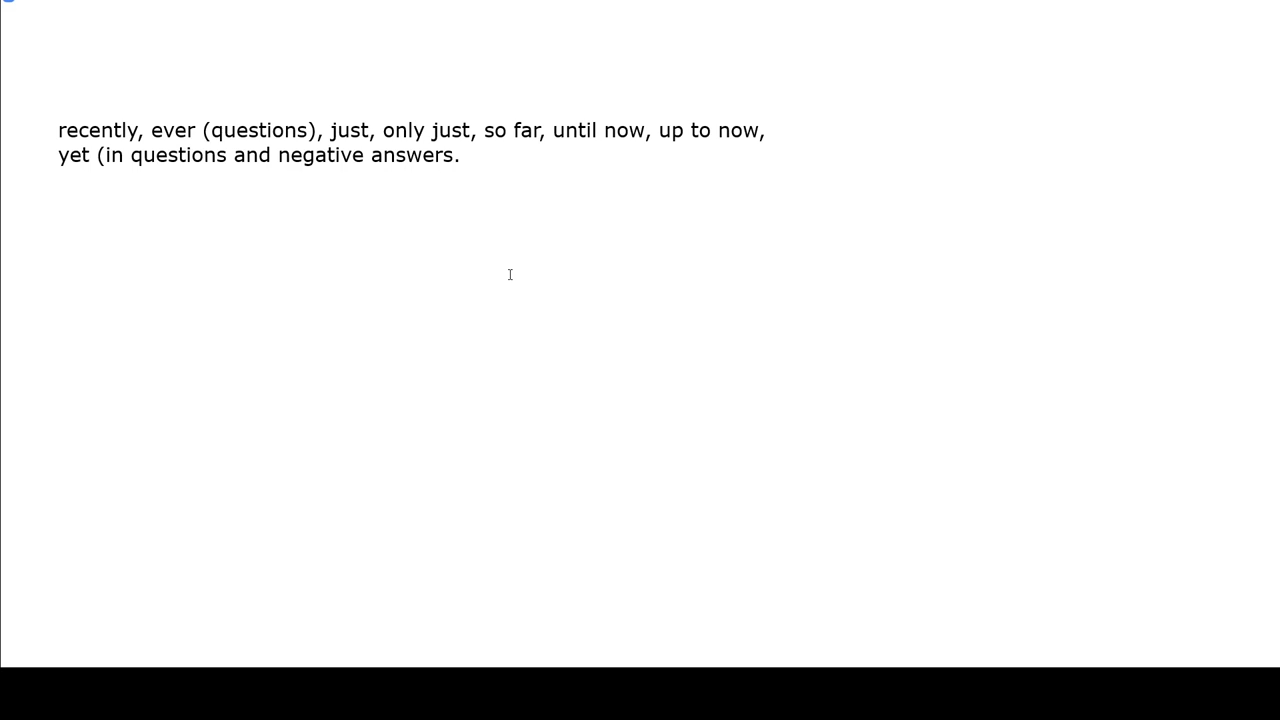 recently, ever (questions), just, only just, so far, until now, up to now,
yet (in questions and negative answers.